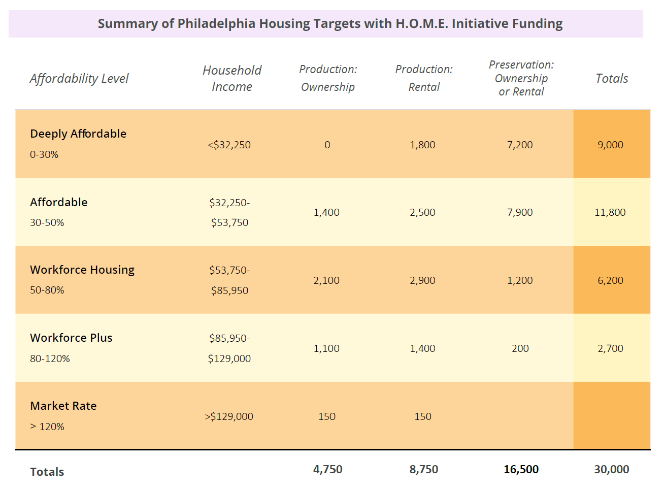 Summary of Philadelphia Housing Targets with H.O.M.E. Initiative Funding
Affordability Level
Household
Income
Production:
Ownership
Production:
Rental
Preservation:
Ownership
or Rental
Totals
Deeply Affordable
0-30%
<$32,250
0
1,800
7,200
9,000
Affordable
30-50%
$32,250-
$53,750
1,400
2,500
7,900
11,800
Workforce Housing
50-80%
$53,750-
$85,950
2,100
2,900
1,200
6,200
Workforce Plus
80-120%
$85,950-
$129,000
1,100
1,400
200
2,700
Market Rate
> 120%
>$129,000
150
150
Totals
4,750
8,750
16,500
30,000